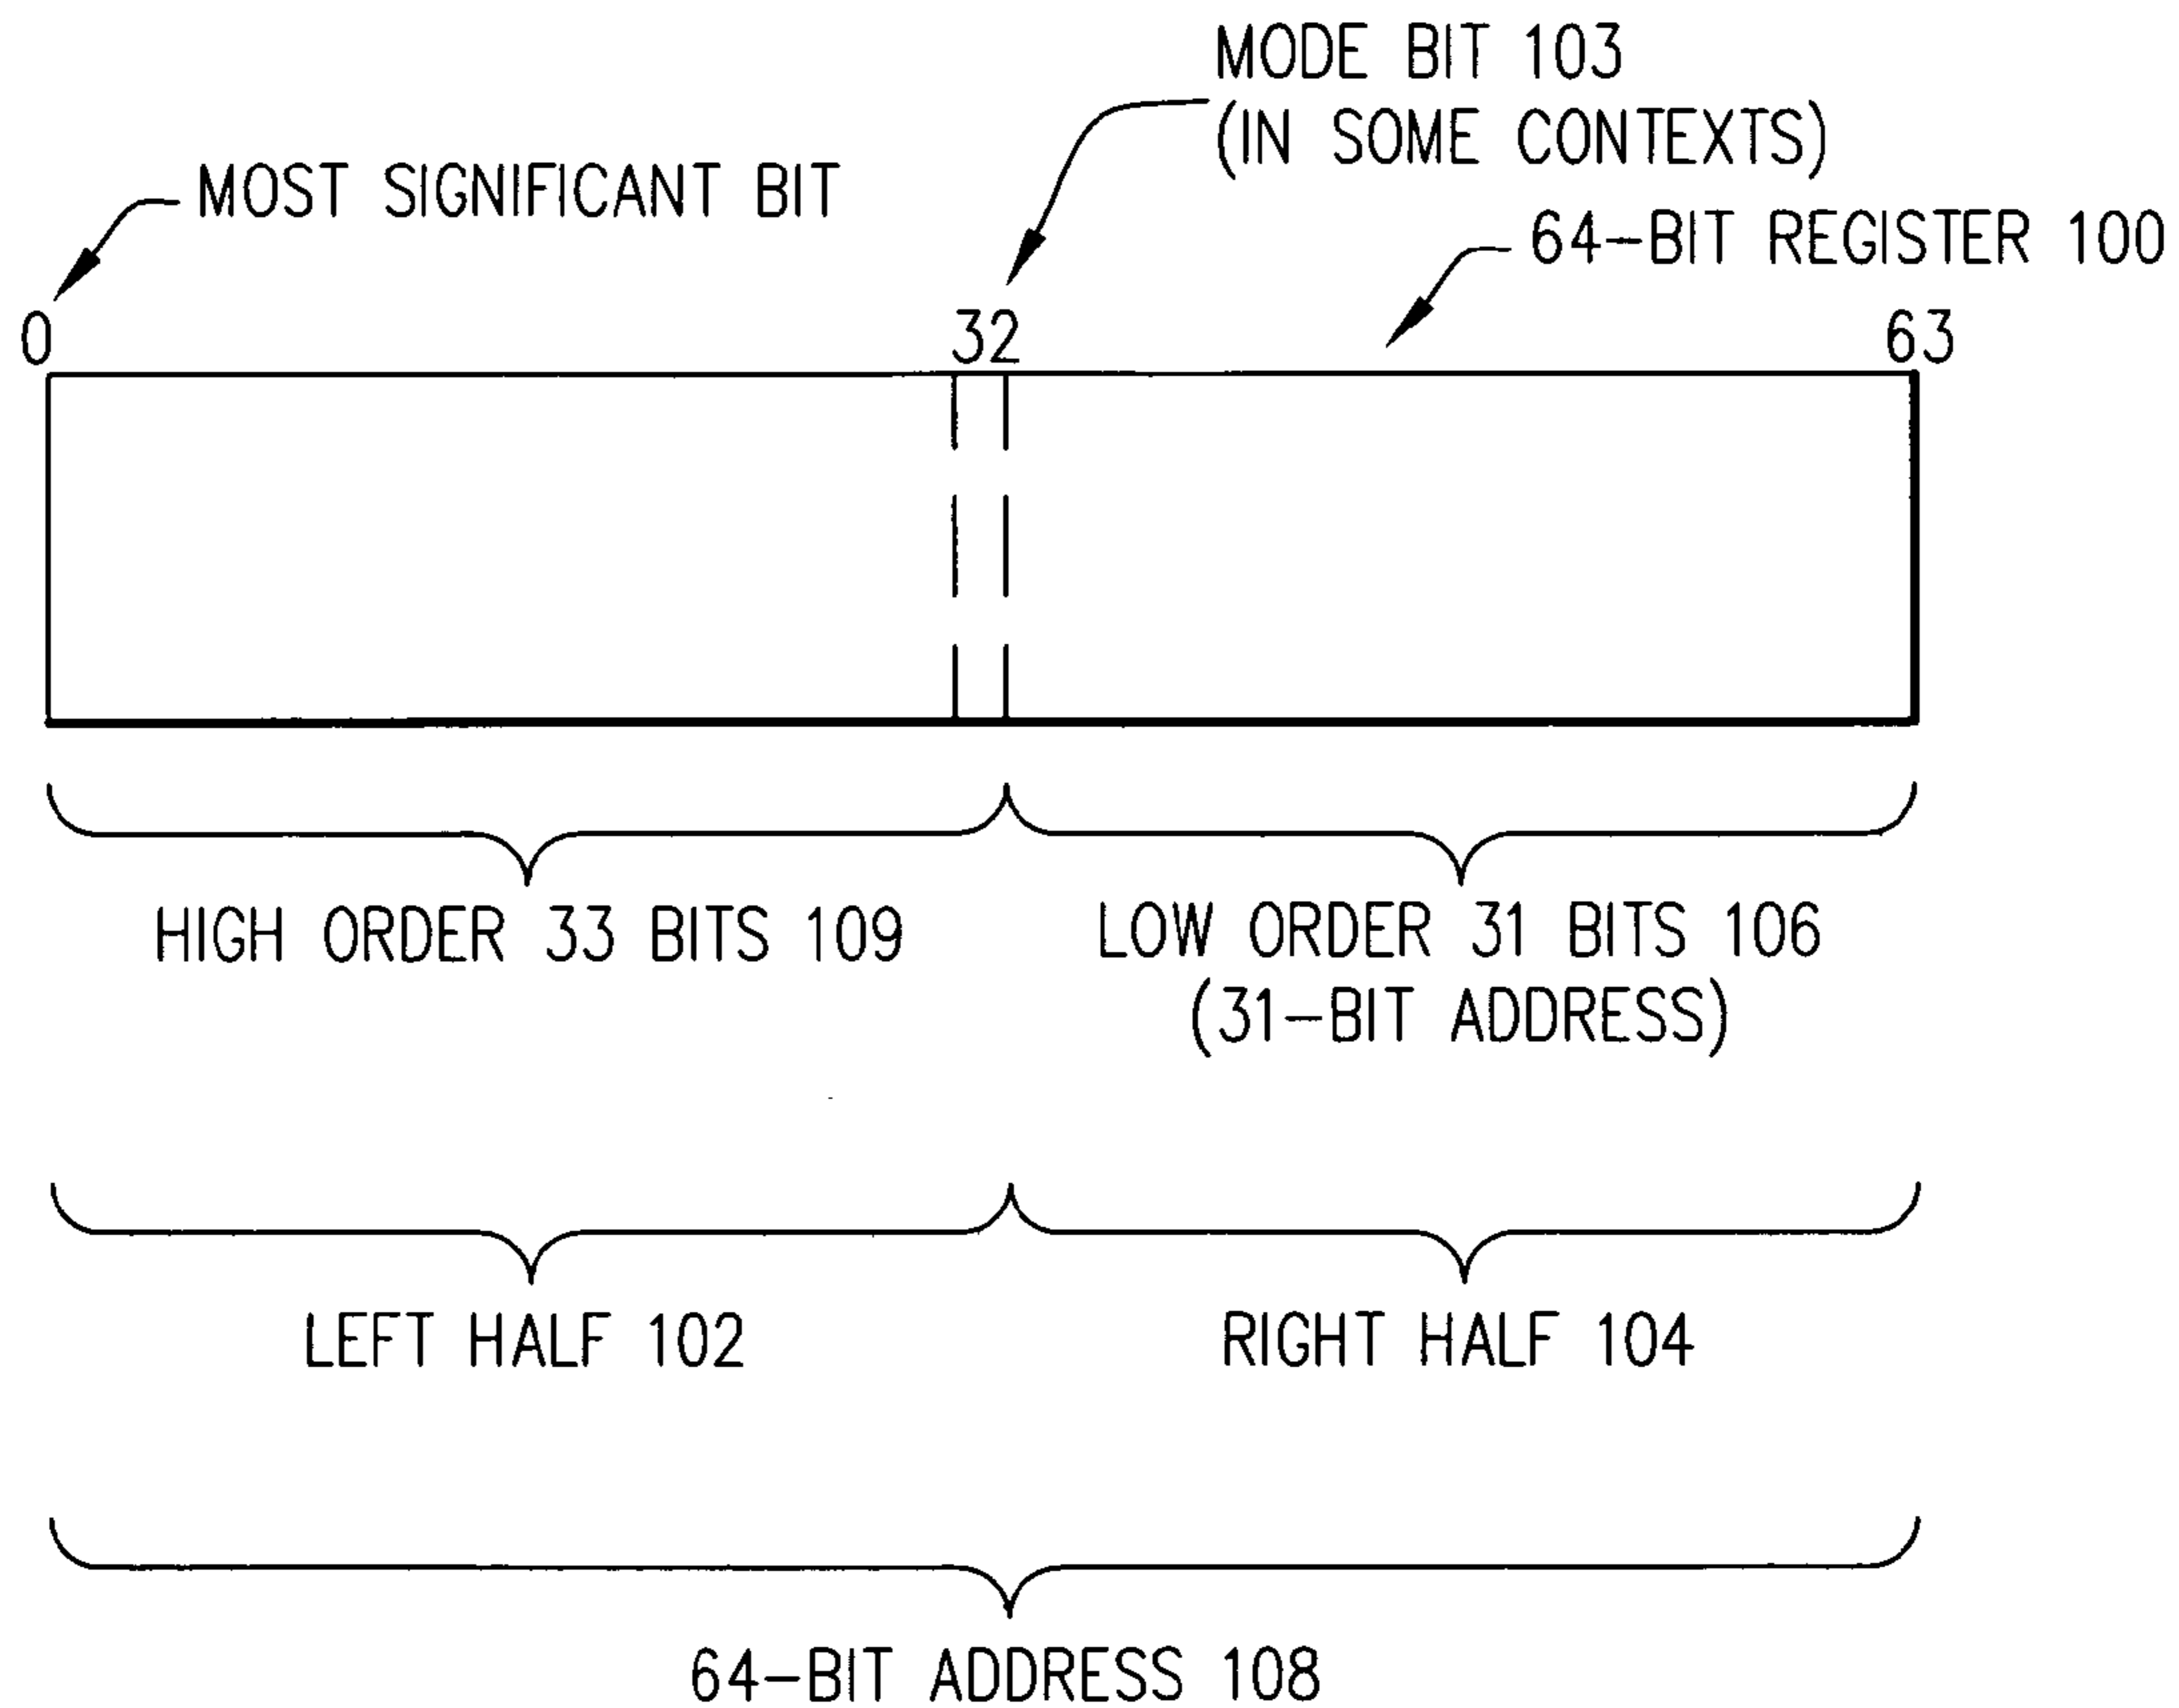 MODE BIT 103
(IN SOME CONTEXTS)
MOST SIGNIFICANT BIT
64-BIT REGISTER 100
0
32
63
HIGH ORDER 33 BITS 109
LOW ORDER 31 BITS 106
(31-BIT ADDRESS)
LEFT HALF 102
RIGHT HALF 104
64-BIT ADDRESS 108